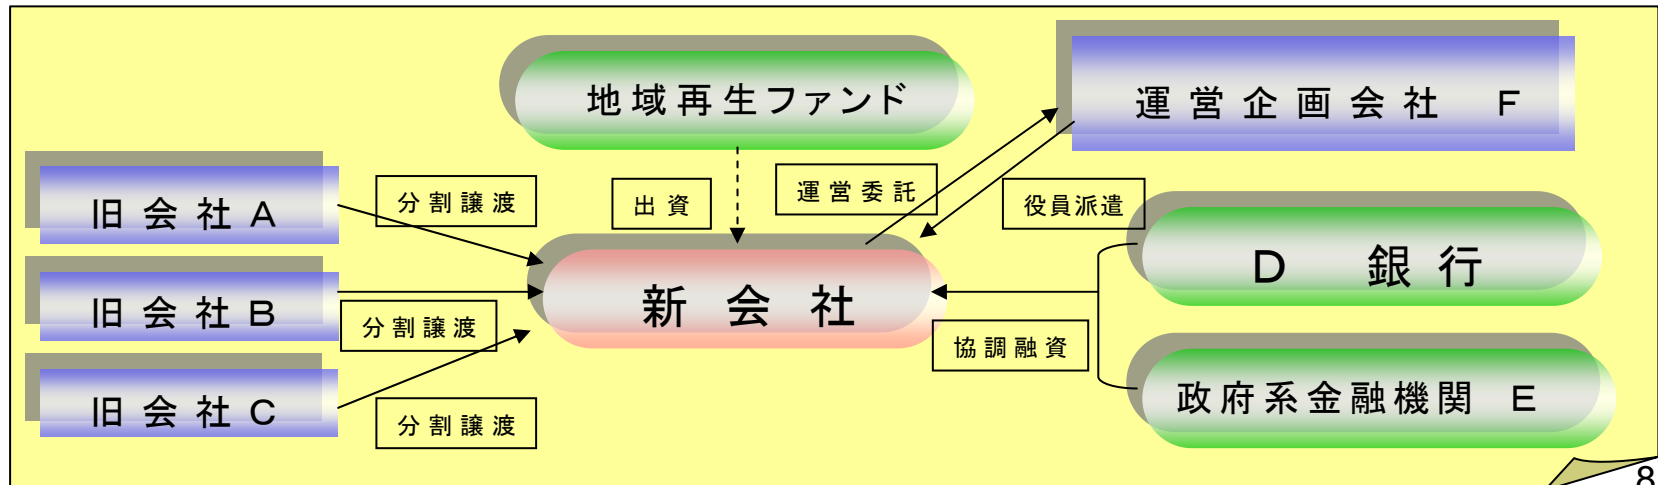 地域再生ファンド
運営企画会社 F
旧会社A
分割譲渡
出資
運営委託
役員派遣
旧会社B
分割譲渡
新会社
D 銀行
協調融資
旧会社C
分割譲渡
政府系金融機関 E
8